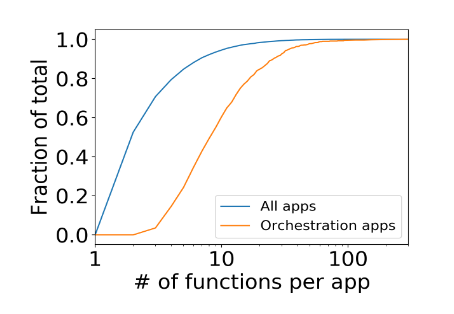 1.0
0.8
0.6
0.4
0.2
0.0
Fraction of total
All apps
Orchestration apps
1 10 100
# of functions per app